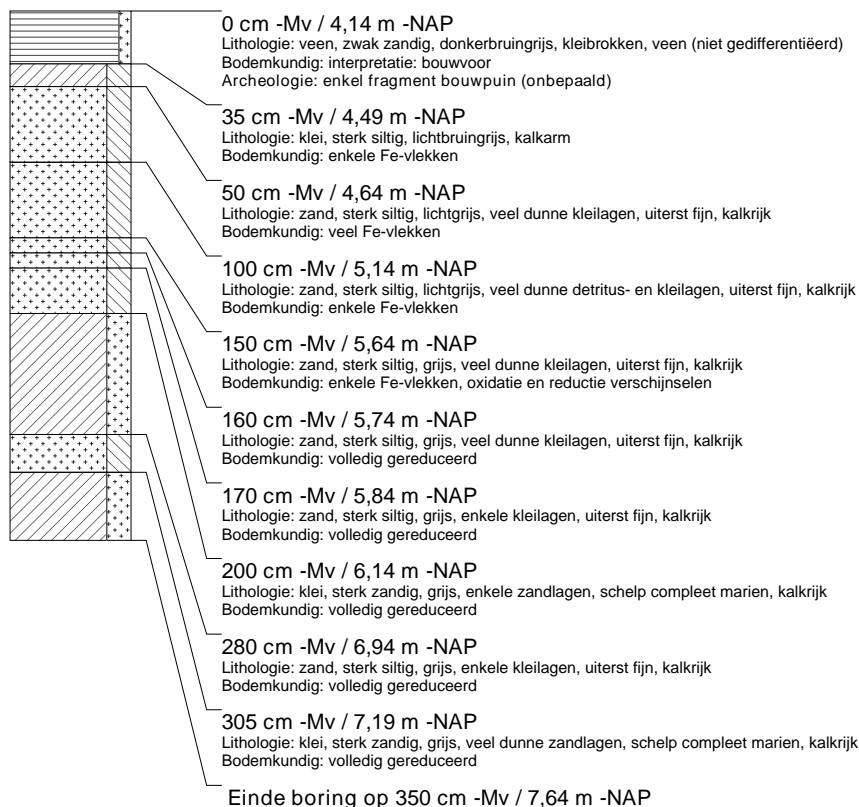 0 cm -Mv / 4,14 m -NAP
Lithologie: veen, zwak zandig, donkerbruingrijs, kleibrokken, veen (niet gedifferentiëerd)
Bodemkundig: interpretatie: bouwvoor
Archeologie: enkel fragment bouwpuin (onbepaald)
35 cm -Mv / 4,49 m -NAP
Lithologie: klei, sterk siltig, lichtbruingrijs, kalkarm
Bodemkundig: enkele Fe-vlekken
50 cm -Mv / 4,64 m -NAP
Lithologie: zand, sterk siltig, lichtgrijs, veel dunne kleilagen, uiterst fijn, kalkrijk
Bodemkundig: veel Fe-vlekken
100 cm -Mv / 5,14 m -NAP
Lithologie: zand, sterk siltig, lichtgrijs, veel dunne detritus- en kleilagen, uiterst fijn, kalkrijk
Bodemkundig: enkele Fe-vlekken
150 cm -Mv / 5,64 m -NAP
Lithologie: zand, sterk siltig, grijs, veel dunne kleilagen, uiterst fijn, kalkrijk
Bodemkundig: enkele Fe-vlekken, oxidatie en reductie verschijnselen
160 cm -Mv / 5,74 m -NAP
Lithologie: zand, sterk siltig, grijs, veel dunne kleilagen, uiterst fijn, kalkrijk
Bodemkundig: volledig gereduceerd
170 cm -Mv / 5,84 m -NAP
Lithologie: zand, sterk siltig, grijs, enkele kleilagen, uiterst fijn, kalkrijk
Bodemkundig: volledig gereduceerd
200 cm -Mv / 6,14 m -NAP
Lithologie: klei, sterk zandig, grijs, enkele zandlagen, schelp compleet marien, kalkrijk
Bodemkundig: volledig gereduceerd
280 cm -Mv / 6,94 m -NAP
Lithologie: zand, sterk siltig, grijs, enkele kleilagen, uiterst fijn, kalkrijk
Bodemkundig: volledig gereduceerd
305 cm -Mv / 7,19 m -NAP
Lithologie: klei, sterk zandig, grijs, veel dunne zandlagen, schelp compleet marien, kalkrijk
Bodemkundig: volledig gereduceerd
Einde boring op 350 cm -Mv / 7,64 m -NAP